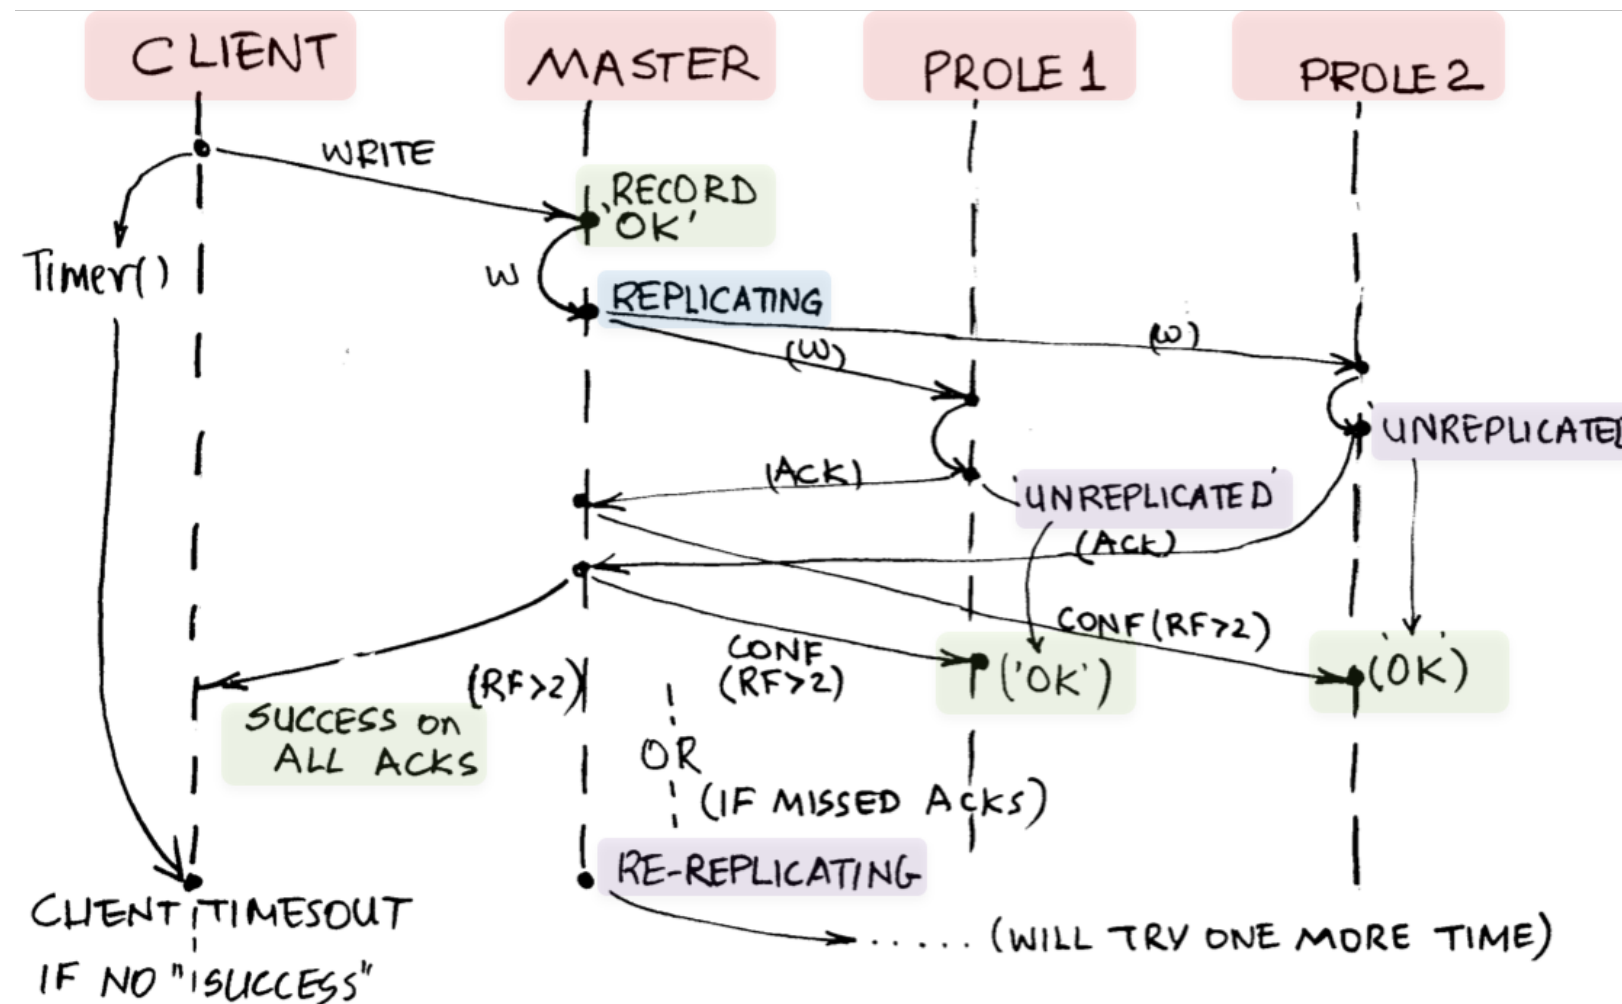 CLIENT
MASTER
PROLE 1
PROLE 2
WRITE
'RECORD
OK'
Timer()
W
REPLICATING
(W)
(W)
'UNREPLICATED
(ACK)
'UNREPLICATED'
(ACK)
CONF (RF>2)
CONF
(RF>2)
('OK')
('OK')
(RF>2)
SUCCESS on
ALL ACKS
OR
(IF MISSED ACKS)
RE-REPLICATING
CLIENT TIMESOUT
IF NO "SUCCESS"
..... (WILL TRY ONE MORE TIME)